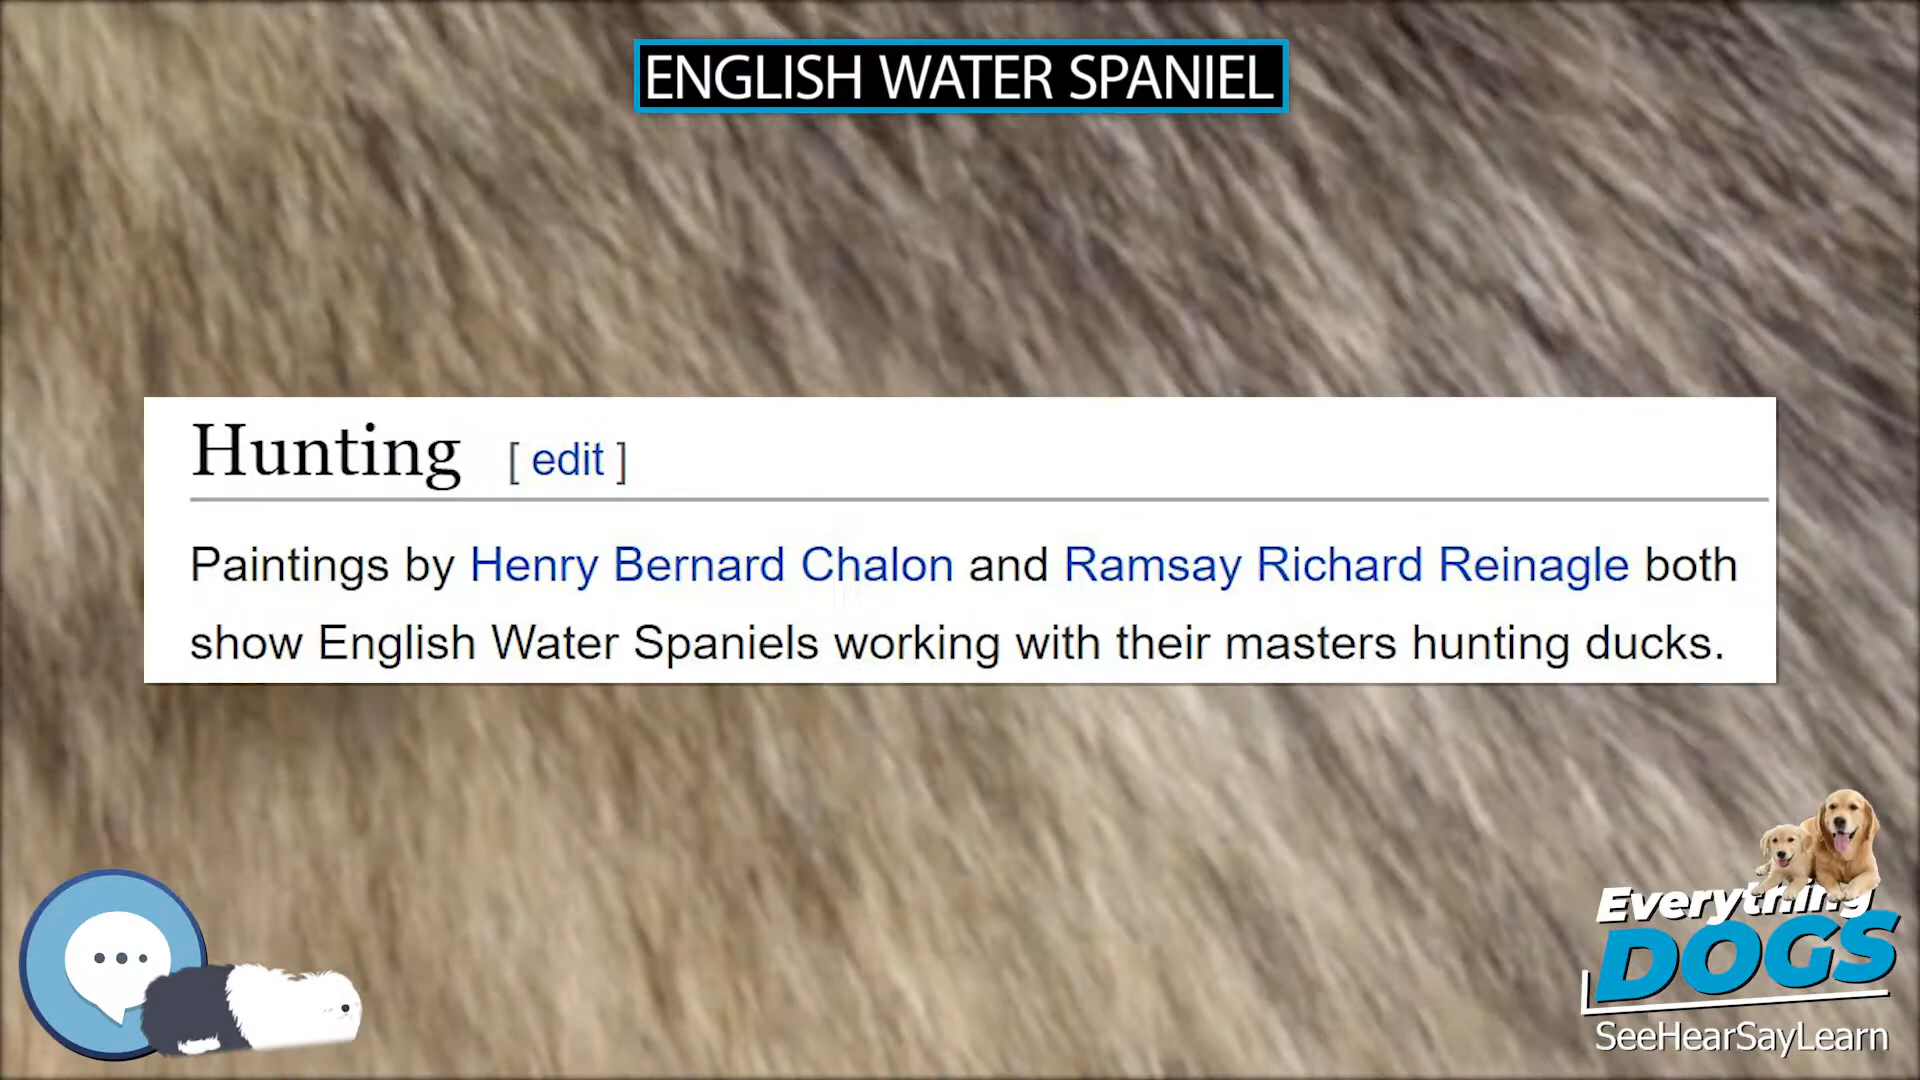 ENGLISH WATER SPANIEL
Hunting [ edit ]
Paintings by Henry Bernard Chalon and Ramsay Richard Reinagle both
show English Water Spaniels working with their masters hunting ducks.
Everything
DOGS
SeeHearSayLearn